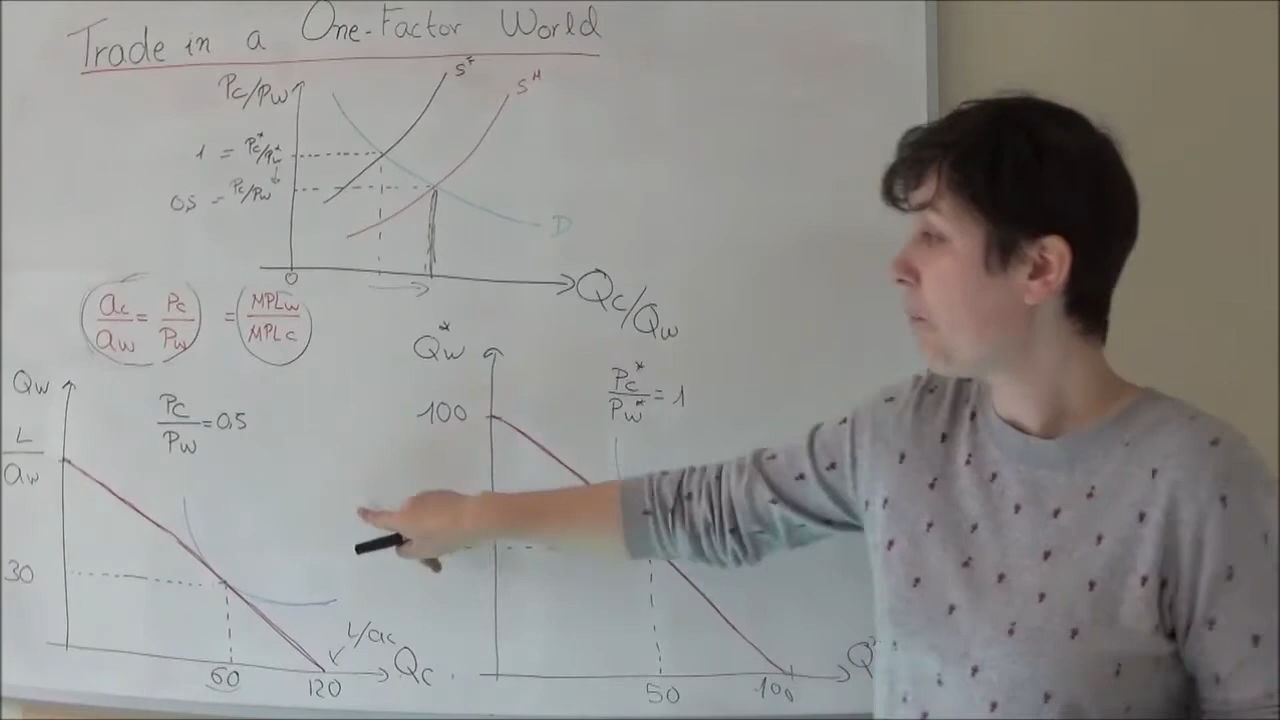 Trade in a One-Factor World
Pc/Pw
S^F
S^H
1 = Pc*/Pw*
0,5 = Pc/Pw
D
0
Qc/Qw
ac/aw = Pc/Pw = MPLw/MPLc
Qw
Pc/Pw = 0,5
L/aw
30
60
120
L/ac
Qc
Qw*
Pc*/Pw* = 1
100
50
100